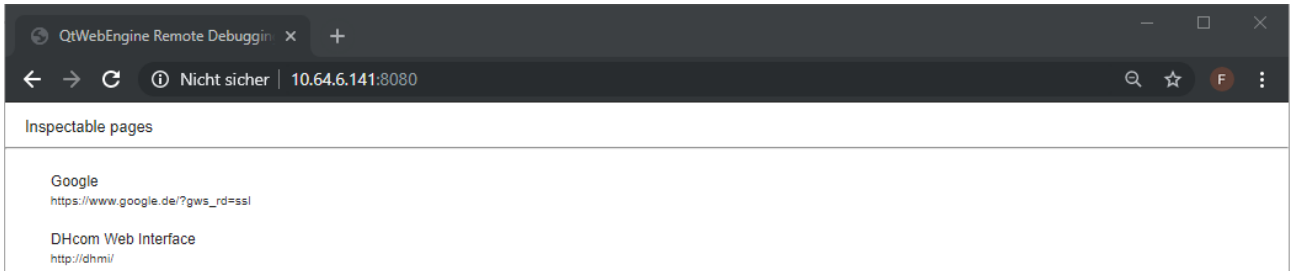 QtWebEngine Remote Debuggin
Nicht sicher | 10.64.6.141:8080
F
Inspectable pages
Google
https://www.google.de/?gws_rd=ssl
DHcom Web Interface
http://dhmi/